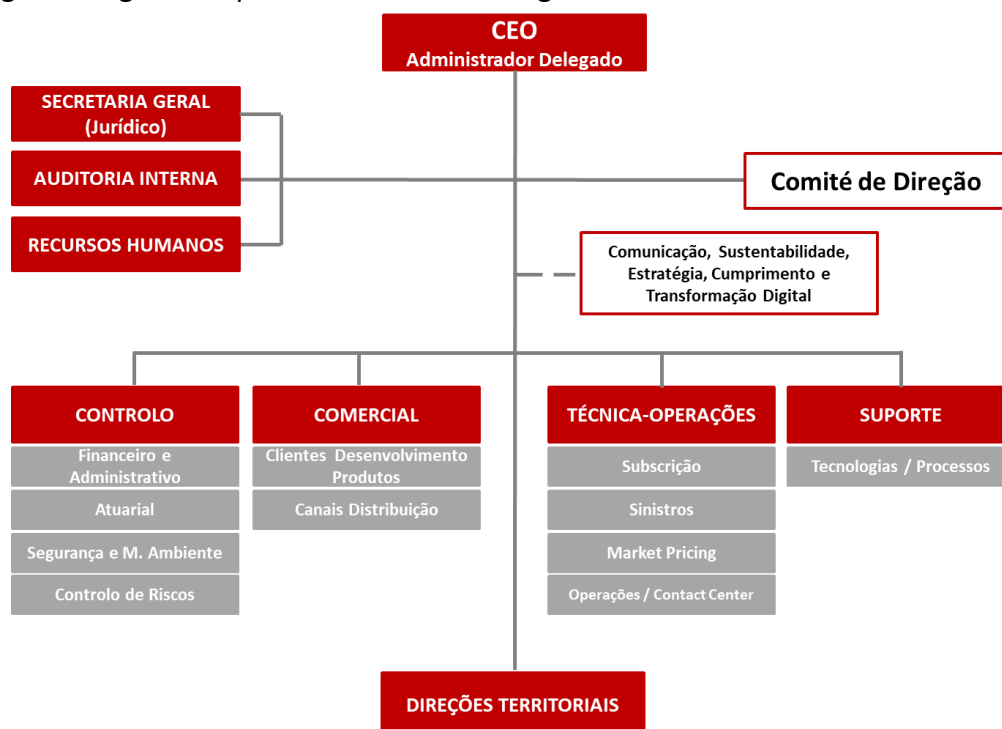 CEO
Administrador Delegado
SECRETARIA GERAL
(Jurídico)
AUDITORIA INTERNA
RECURSOS HUMANOS
Comité de Direção
Comunicação, Sustentabilidade,
Estratégia, Cumprimento e
Transformação Digital
CONTROLO
Financeiro e
Administrativo
Atuarial
Segurança e M. Ambiente
Controlo de Riscos
COMERCIAL
Clientes Desenvolvimento
Produtos
Canais Distribuição
TÉCNICA-OPERAÇÕES
Subscrição
Sinistros
Market Pricing
Operações / Contact Center
SUPORTE
Tecnologias / Processos
DIREÇÕES TERRITORIAIS